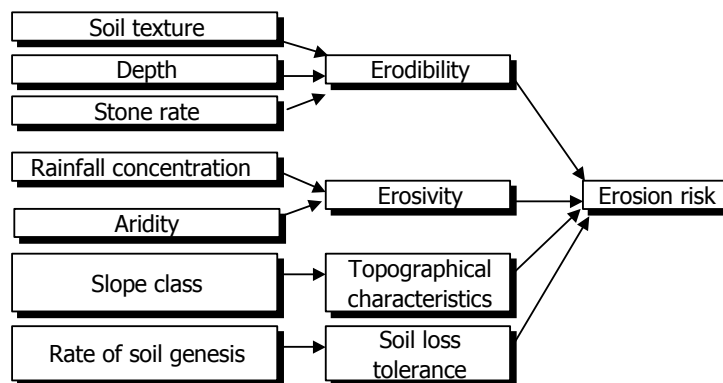 Soil texture
Depth
Stone rate
Erodibility
Rainfall concentration
Aridity
Erosivity
Erosion risk
Slope class
Topographical
characteristics
Rate of soil genesis
Soil loss
tolerance